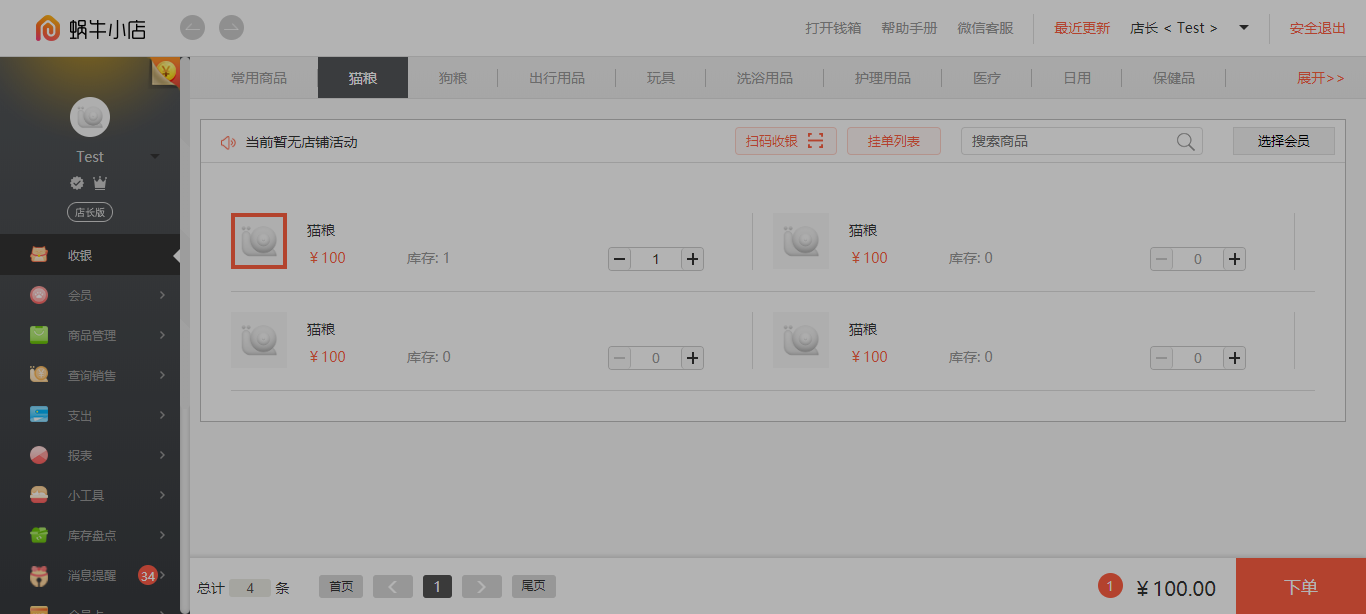 蜗牛小店
打开钱箱 帮助手册 微信客服 最近更新 店长 < Test > 安全退出
常用商品 猫粮 狗粮 出行用品 玩具 洗浴用品 护理用品 医疗 日用 保健品 展开>>
¥
Test
店长版
收银
会员
商品管理
查询销售
支出
报表
小工具
库存盘点
消息提醒 34
会员卡
当前暂无店铺活动 扫码收银 挂单列表 搜索商品 选择会员
猫粮
¥100 库存: 1 − 1 +
猫粮
¥100 库存: 0 − 0 +
猫粮
¥100 库存: 0 − 0 +
猫粮
¥100 库存: 0 − 0 +
总计 4 条 首页 < 1 > 尾页 1 ¥100.00 下单